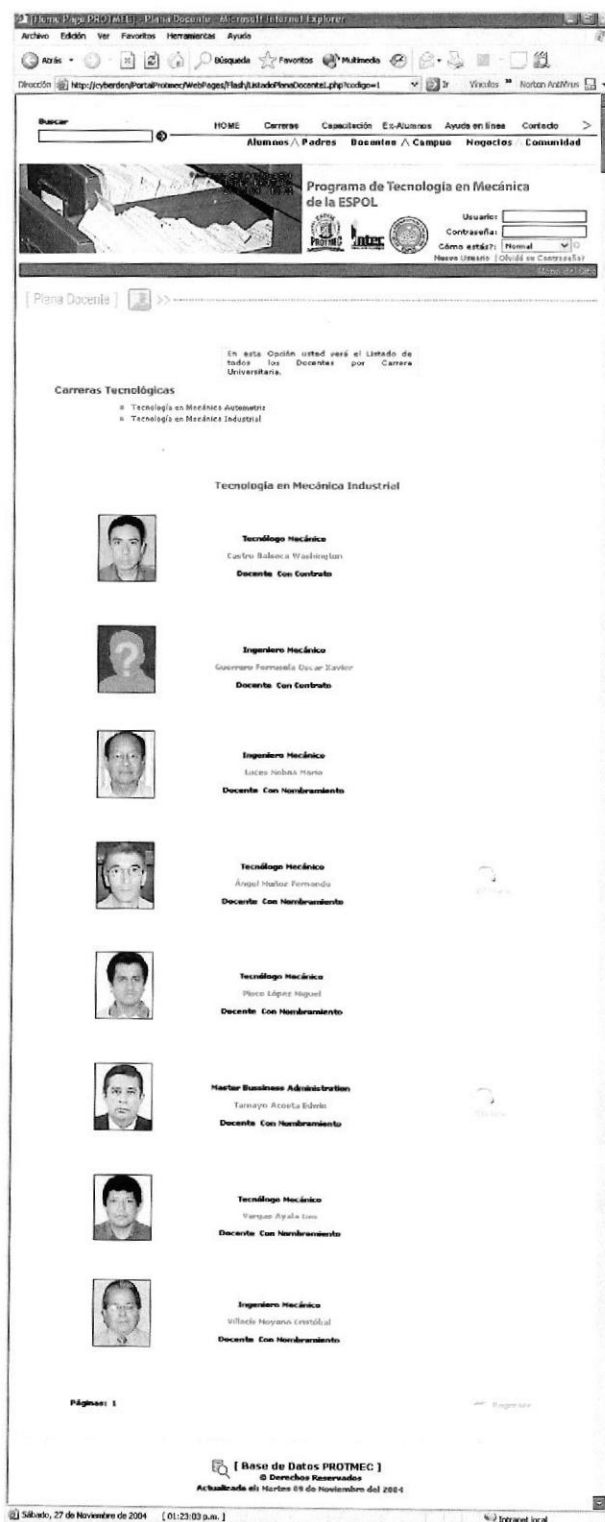 [Home Page PROTMEC] - Plana Docente - Microsoft Internet Explorer
Archivo Edición Ver Favoritos Herramientas Ayuda
Atrás Búsqueda Favoritos Multimedia
Dirección http://cyberden/PortalProtmec/WebPages/Flash/ListadoPlanaDocente1.php?codigo=1 Ir Vínculos » Norton AntiVirus
Buscar
HOME Carreras Capacitación Ex-Alumnos Ayuda en línea Contacto >
Alumnos Padres Docentes Campus Negocios Comunidad
Programa de Tecnología en Mecánica
de la ESPOL
PROTMEC intec
Usuario:
Contraseña:
Cómo estás?: Normal
Nuevo Usuario | Olvidó su Contraseña?
[ Plana Docente ] >>
En esta Opción usted verá el Listado de
todos los Docentes por Carrera
Universitaria.
Carreras Tecnológicas
Tecnología en Mecánica Automotriz
Tecnología en Mecánica Industrial
Tecnología en Mecánica Industrial
Tecnólogo Mecánico
Castro Balseca Washington
Docente Con Contrato
Ingeniero Mecánico
Guerrero Oscar Xavier
Docente Con Contrato
Ingeniero Mecánico
Mario
Docente Con Nombramiento
Tecnólogo Mecánico
Ángel Muñoz Fernando
Docente Con Nombramiento
Tecnólogo Mecánico
Pisco López Miguel
Docente Con Nombramiento
Master Bussiness Administration
Tamayo Acosta Edwin
Docente Con Nombramiento
Tecnólogo Mecánico
Vargas Ayala
Docente Con Nombramiento
Ingeniero Mecánico
Villacís Moyano Cristóbal
Docente Con Nombramiento
Páginas: 1
Regresar
[ Base de Datos PROTMEC ]
© Derechos Reservados
Actualizada el: Martes 09 de Noviembre del 2004
Sábado, 27 de Noviembre de 2004 [ 01:23:03 p.m. ] Intranet local